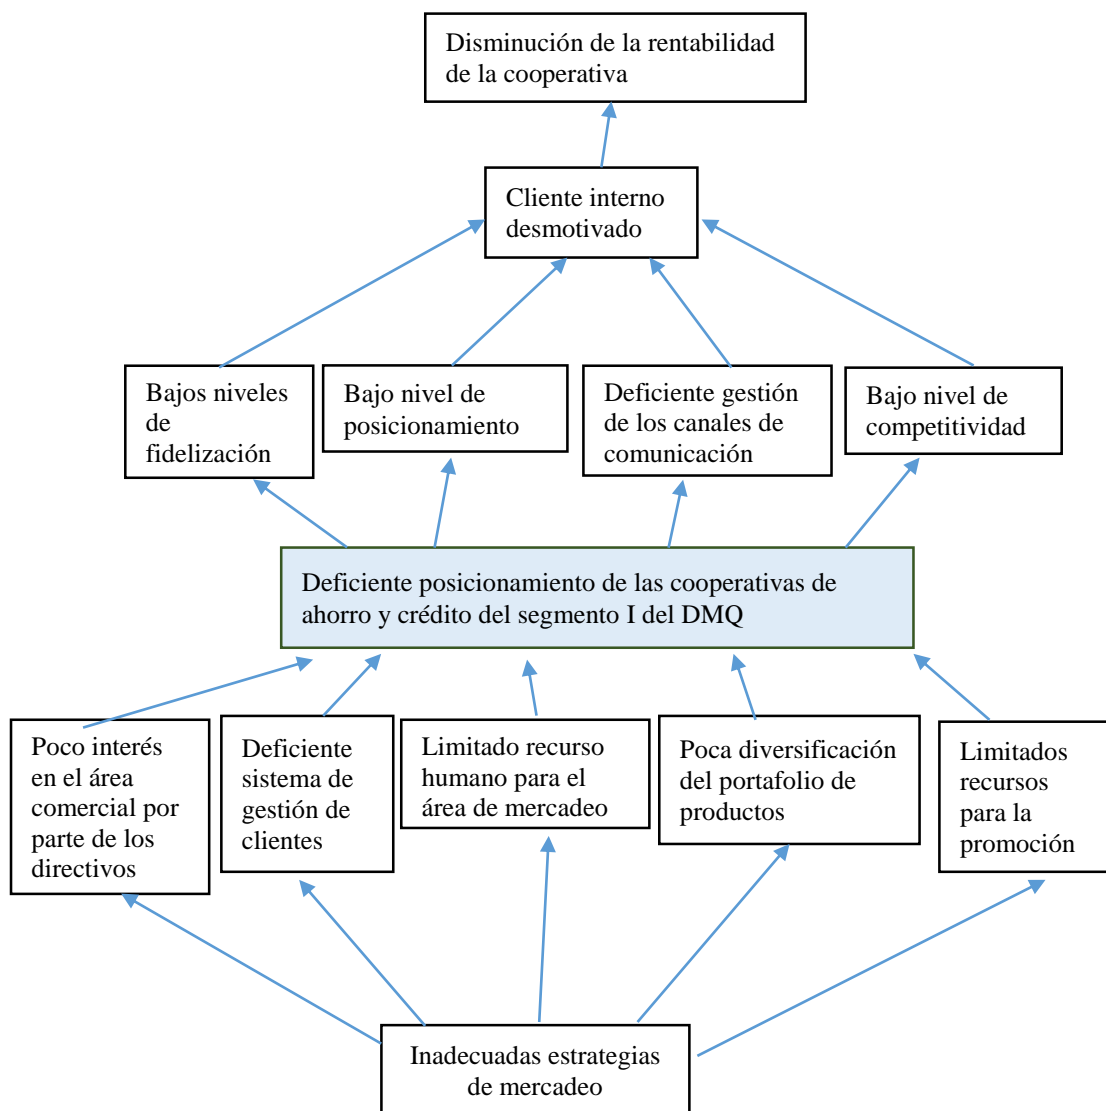 Disminución de la rentabilidad
de la cooperativa
Cliente interno
desmotivado
Bajos niveles
de
fidelización
Bajo nivel de
posicionamiento
Deficiente gestión
de los canales de
comunicación
Bajo nivel de
competitividad
Deficiente posicionamiento de las cooperativas de
ahorro y crédito del segmento I del DMQ
Poco interés
en el área
comercial por
parte de los
directivos
Deficiente
sistema de
gestión de
clientes
Limitado recurso
humano para el
área de mercadeo
Poca diversificación
del portafolio de
productos
Limitados
recursos
para la
promoción
Inadecuadas estrategias
de mercadeo